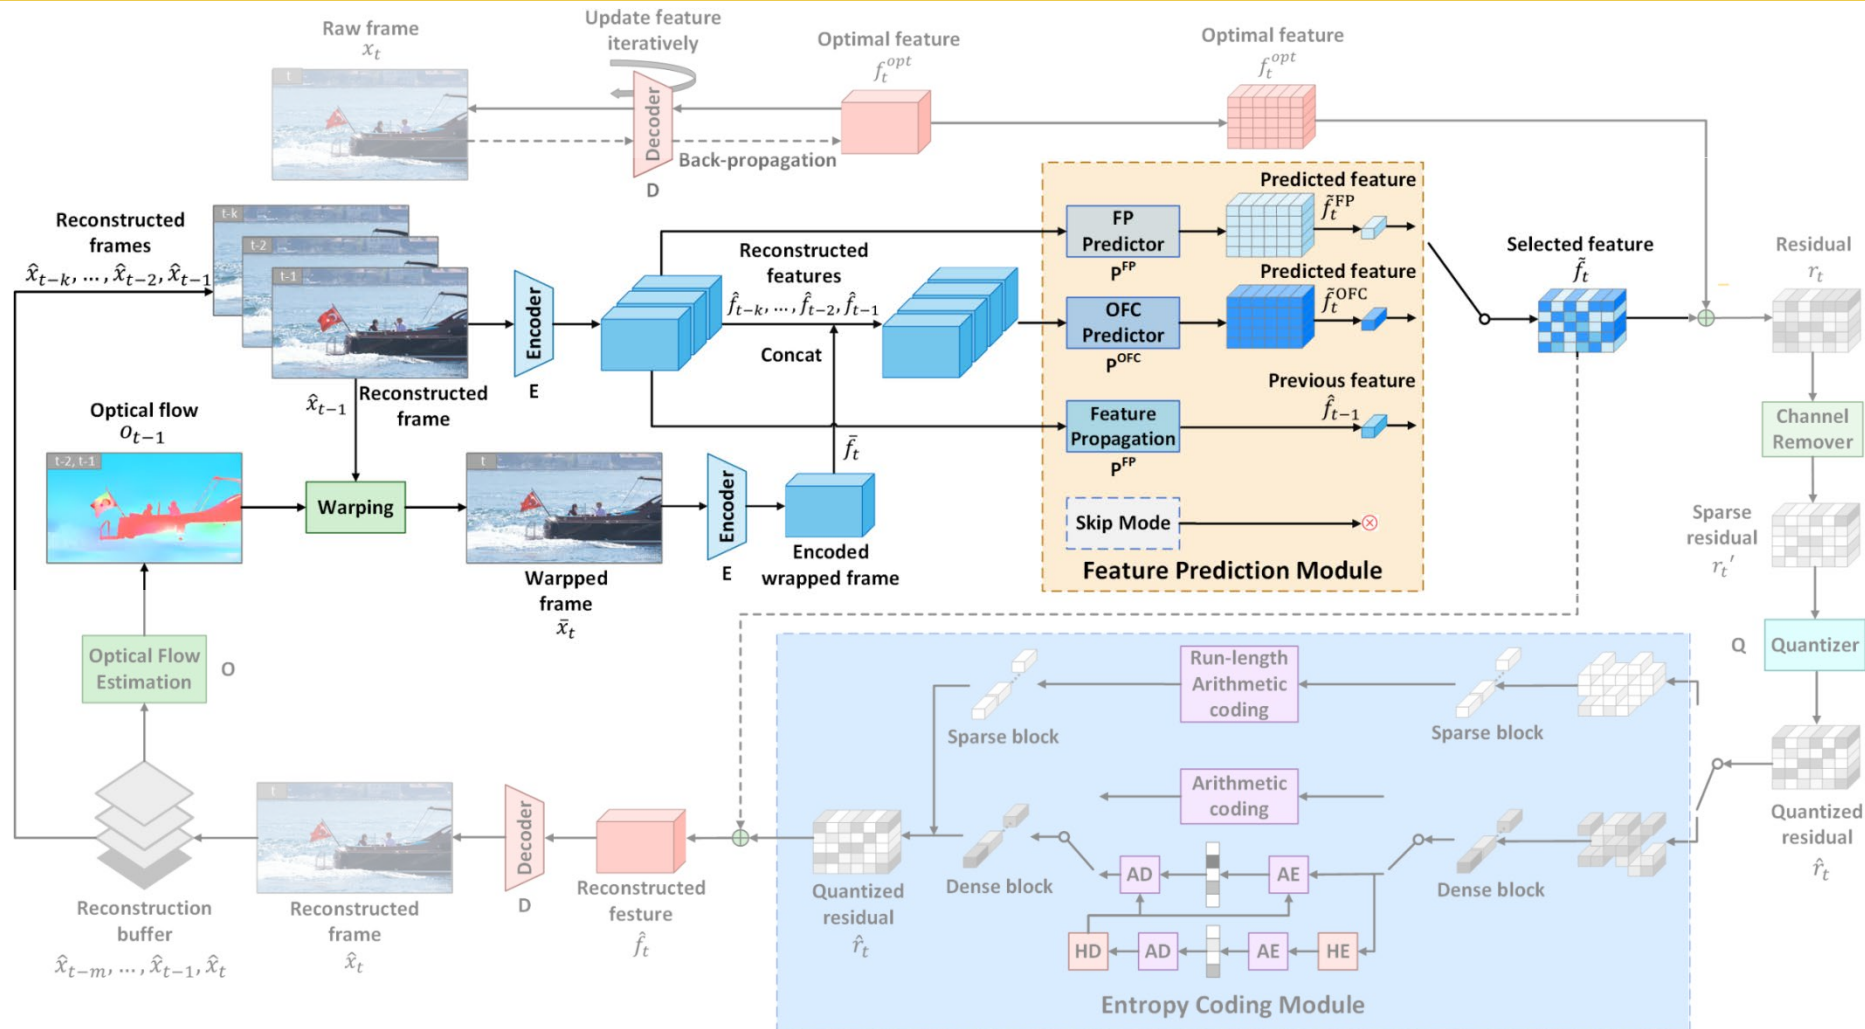 Raw frame
x_t
Update feature
iteratively
Optimal feature
f_t^{opt}
Optimal feature
f_t^{opt}
t
Decoder
Back-propagation
D
Reconstructed
frames
x̂_{t−k}, …, x̂_{t−2}, x̂_{t−1}
t-k
t-2
t-1
Encoder
E
Reconstructed
features
f̂_{t−k}, …, f̂_{t−2}, f̂_{t−1}
Concat
FP
Predictor
P^{FP}
Predicted feature
f̃_t^{FP}
OFC
Predictor
P^{OFC}
Predicted feature
f̃_t^{OFC}
Feature
Propagation
P^{FP}
Previous feature
f̂_{t−1}
Skip Mode
Feature Prediction Module
Selected feature
f̃_t
Residual
r_t
−
Channel
Remover
Sparse
residual
r_t′
Q
Quantizer
Quantized
residual
r̂_t
x̂_{t−1}
Reconstructed
frame
Optical flow
o_{t−1}
t-2, t-1
Warping
t
Warpped
frame
x̄_t
Encoder
E
f̄_t
Encoded
wrapped frame
Optical Flow
Estimation
O
Reconstruction
buffer
x̂_{t−m}, …, x̂_{t−1}, x̂_t
t
Reconstructed
frame
x̂_t
Decoder
D
Reconstructed
festure
f̂_t
Quantized
residual
r̂_t
Sparse block
Run-length
Arithmetic
coding
Sparse block
Arithmetic
coding
Dense block
AD
AE
Dense block
HD
AD
AE
HE
Entropy Coding Module